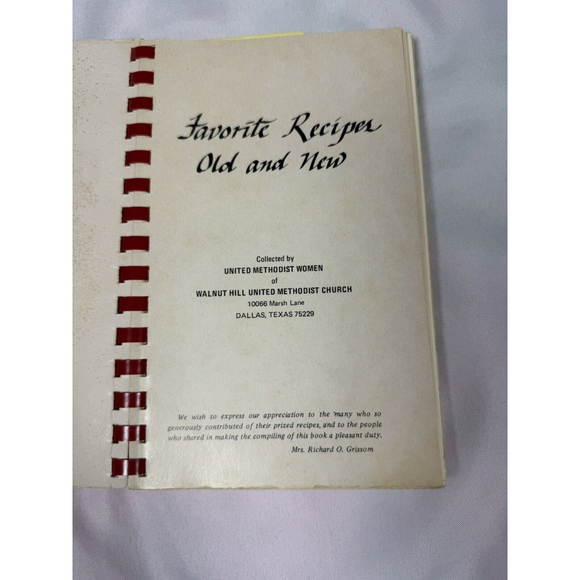 Favorite Recipes
Old and New
Collected by
UNITED METHODIST WOMEN
of
WALNUT HILL UNITED METHODIST CHURCH
10066 Marsh Lane
DALLAS, TEXAS 75229
We wish to express our appreciation to the many who so
generously contributed of their prized recipes, and to the people
who shared in making the compiling of this book a pleasant duty.
Mrs. Richard O. Grissom